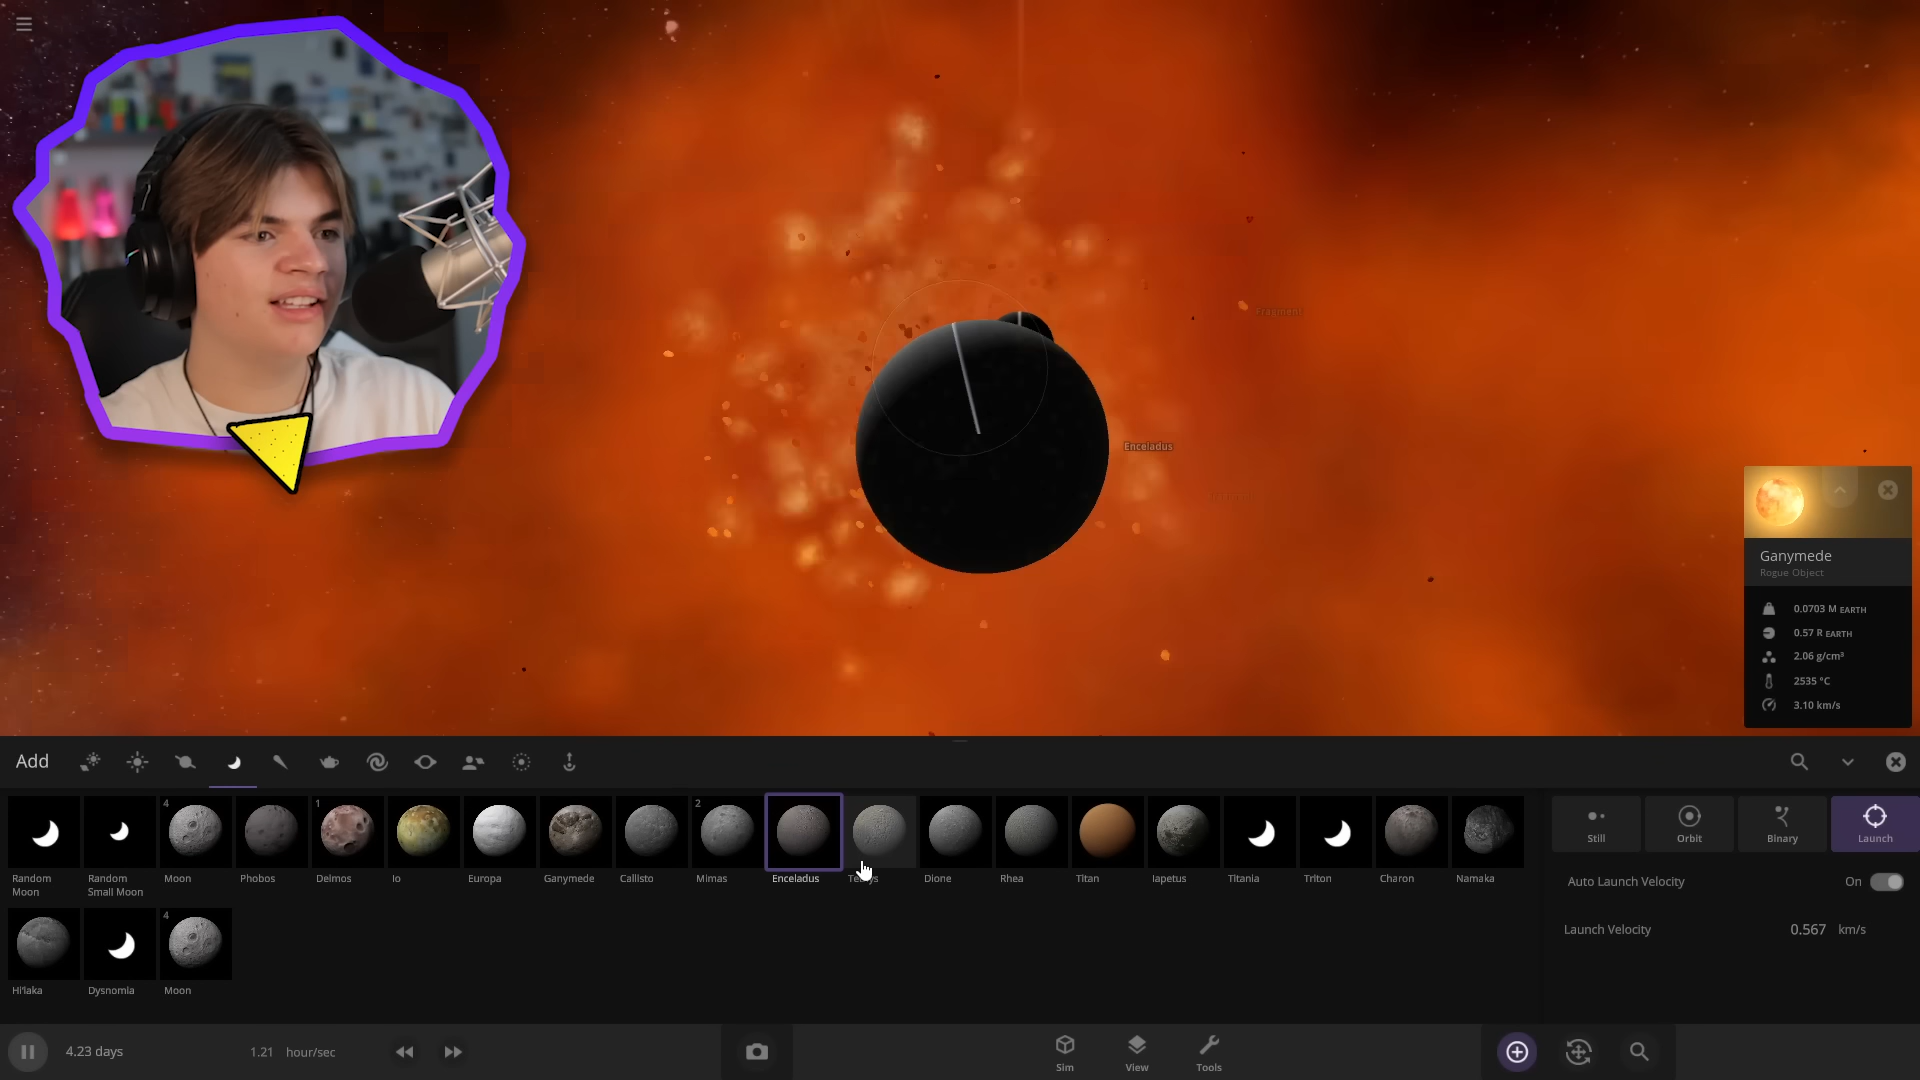 Fragment
Enceladus
Ganymede
Rogue Object
0.0703 M EARTH
0.57 R EARTH
2.06 g/cm³
2535 °C
3.10 km/s
Add
4
1
2
Random
Moon
Random
Small Moon
Moon
Phobos
Deimos
Io
Europa
Ganymede
Callisto
Mimas
Enceladus
Dione
Rhea
Titan
Iapetus
Titania
Triton
Charon
Namaka
Still
Orbit
Binary
Launch
Auto Launch Velocity
On
Launch Velocity
0.567 km/s
4
Hi'iaka
Dysnomia
Moon
4.23 days
1.21 hour/sec
Sim
View
Tools